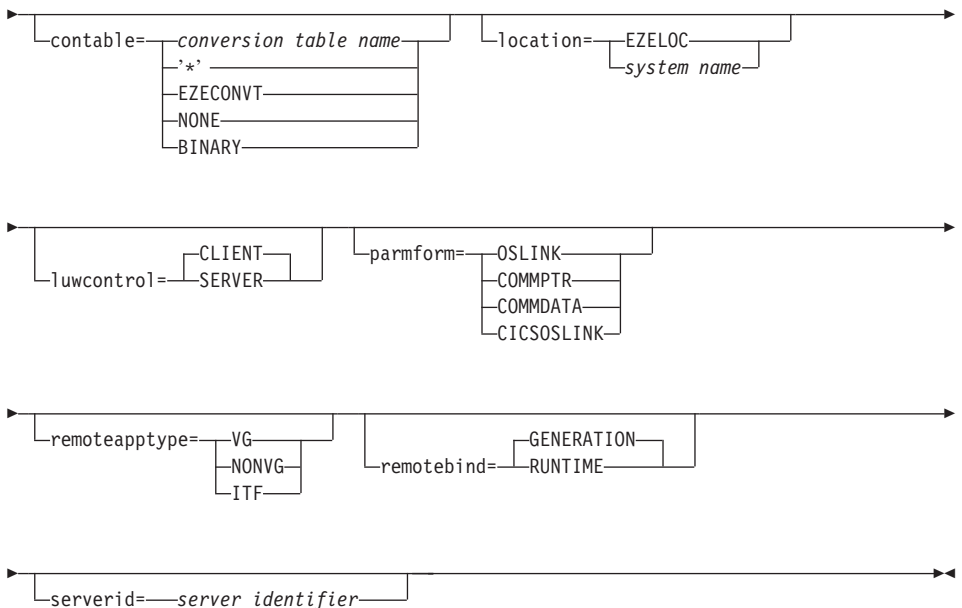 contable= conversion table name location= EZELOC
'*' system name
EZECONVT
NONE
BINARY
CLIENT parmform= OSLINK
luwcontrol= SERVER COMMPTR
COMMDATA
CICSOSLINK
remoteapptype= VG GENERATION
NONVG remotebind= RUNTIME
ITF
serverid= server identifier